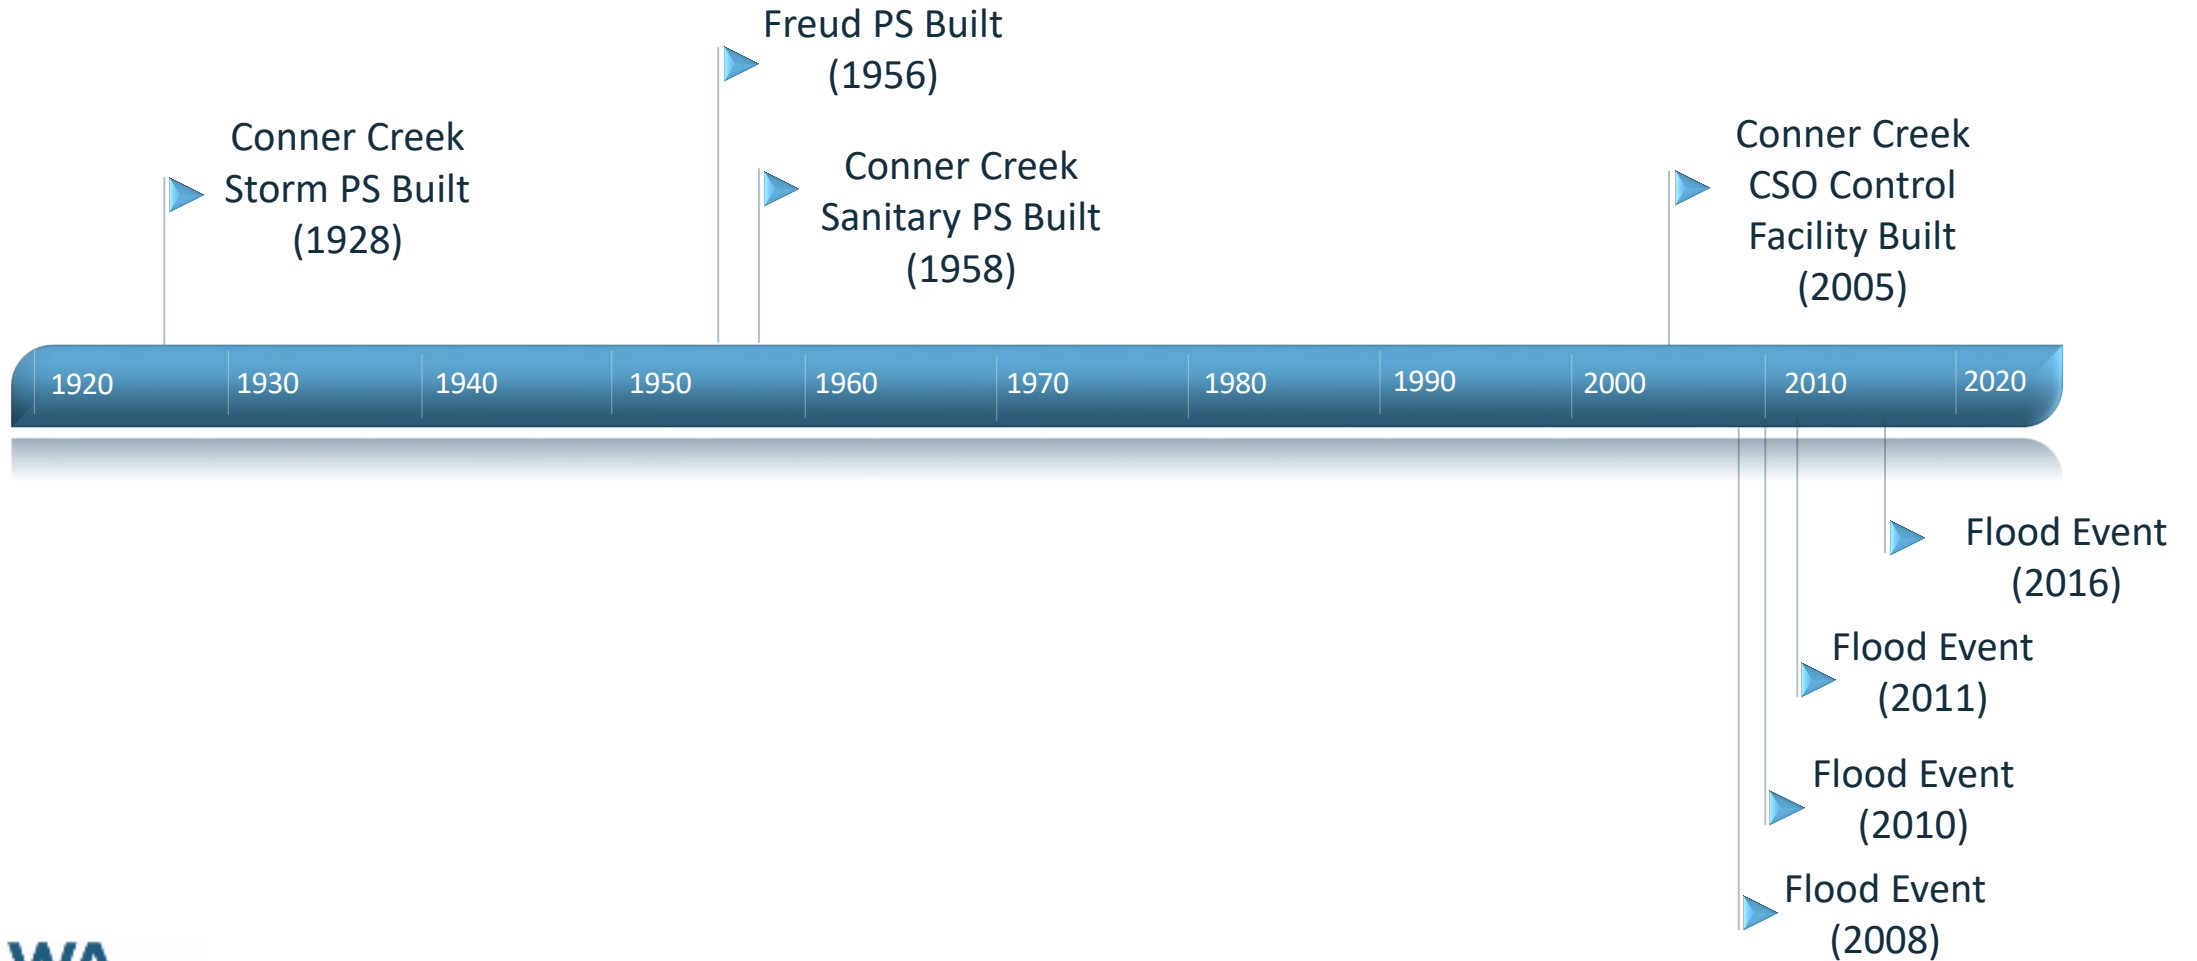 Freud PS Built
(1956)
Conner Creek
Storm PS Built
(1928)
Conner Creek
Sanitary PS Built
(1958)
Conner Creek
CSO Control
Facility Built
(2005)
1920 1930 1940 1950 1960 1970 1980 1990 2000 2010 2020
Flood Event
(2016)
Flood Event
(2011)
Flood Event
(2010)
Flood Event
(2008)
WA